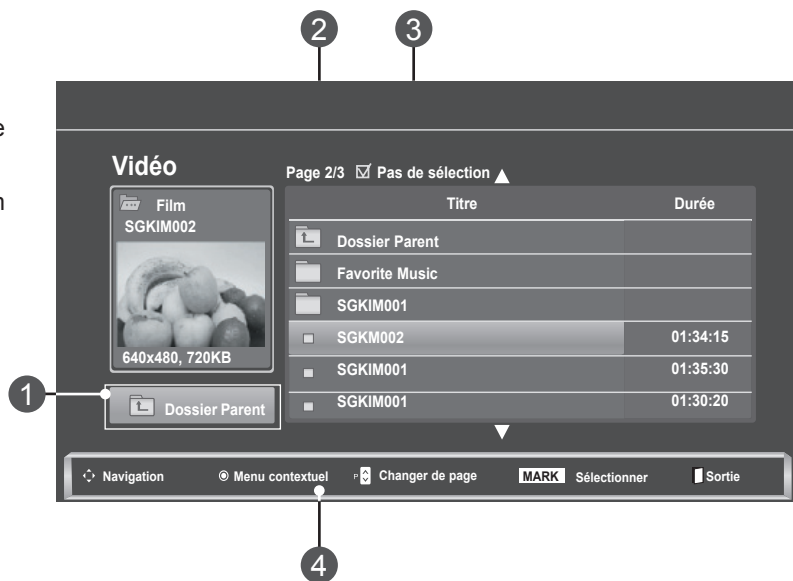 2 3
e
n
Vidéo
Page 2/3 Pas de sélection
Film
SGKIM002
640x480, 720KB
1
Dossier Parent
Titre Durée
Dossier Parent
Favorite Music
SGKIM001
SGKM002 01:34:15
SGKIM001 01:35:30
SGKIM001 01:30:20
Navigation Menu contextuel P Changer de page MARK Sélectionner Sortie
4